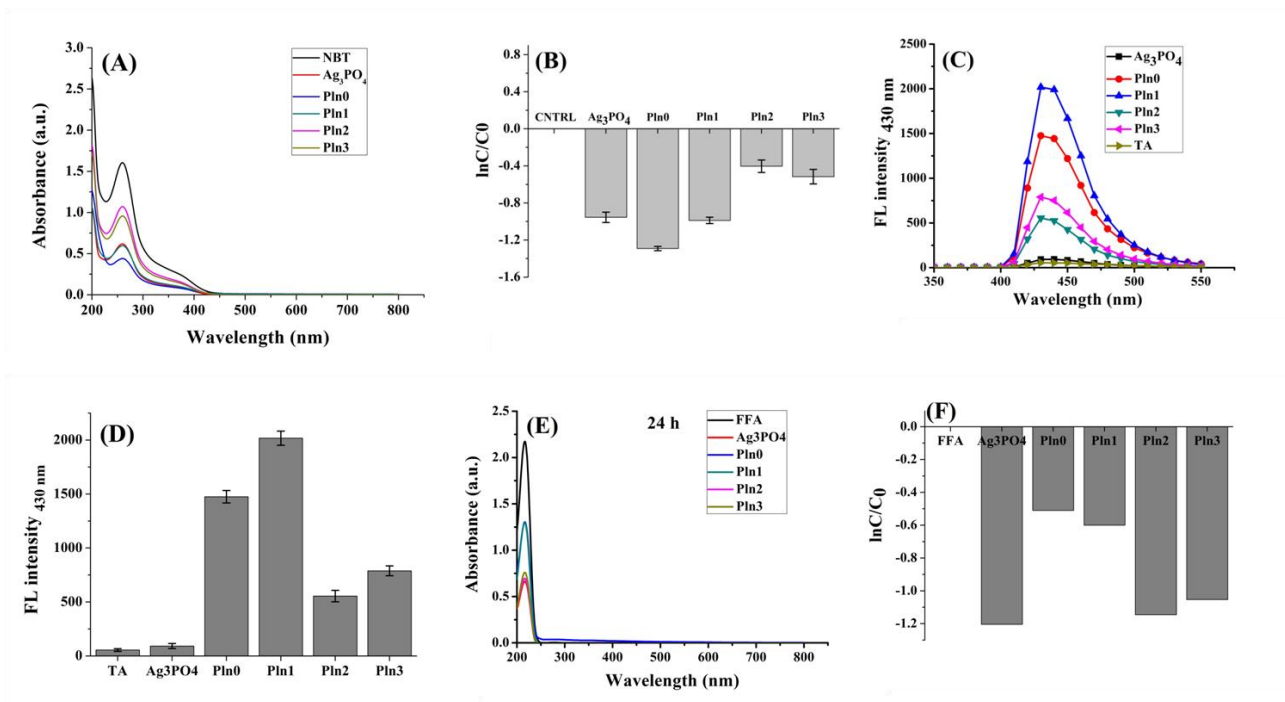 (A)
3.0
2.5
2.0
1.5
1.0
0.5
0.0
Absorbance (a.u.)
200 300 400 500 600 700 800
Wavelength (nm)
NBT
Ag3PO4
Pln0
Pln1
Pln2
Pln3
(B)
0.8
0.4
0.0
-0.4
-0.8
-1.2
-1.6
lnC/C0
CNTRL Ag3PO4 Pln0 Pln1 Pln2 Pln3
(C)
2500
2000
1500
1000
500
0
FL intensity 430 nm
350 400 450 500 550
Wavelength (nm)
Ag3PO4
Pln0
Pln1
Pln2
Pln3
TA
(D)
2000
1500
1000
500
0
FL intensity 430 nm
TA Ag3PO4 Pln0 Pln1 Pln2 Pln3
(E)
24 h
2.5
2.0
1.5
1.0
0.5
0.0
Absorbance (a.u.)
200 300 400 500 600 700 800
Wavelength (nm)
FFA
Ag3PO4
Pln0
Pln1
Pln2
Pln3
(F)
0.0
-0.2
-0.4
-0.6
-0.8
-1.0
-1.2
lnC/C0
FFA Ag3PO4 Pln0 Pln1 Pln2 Pln3